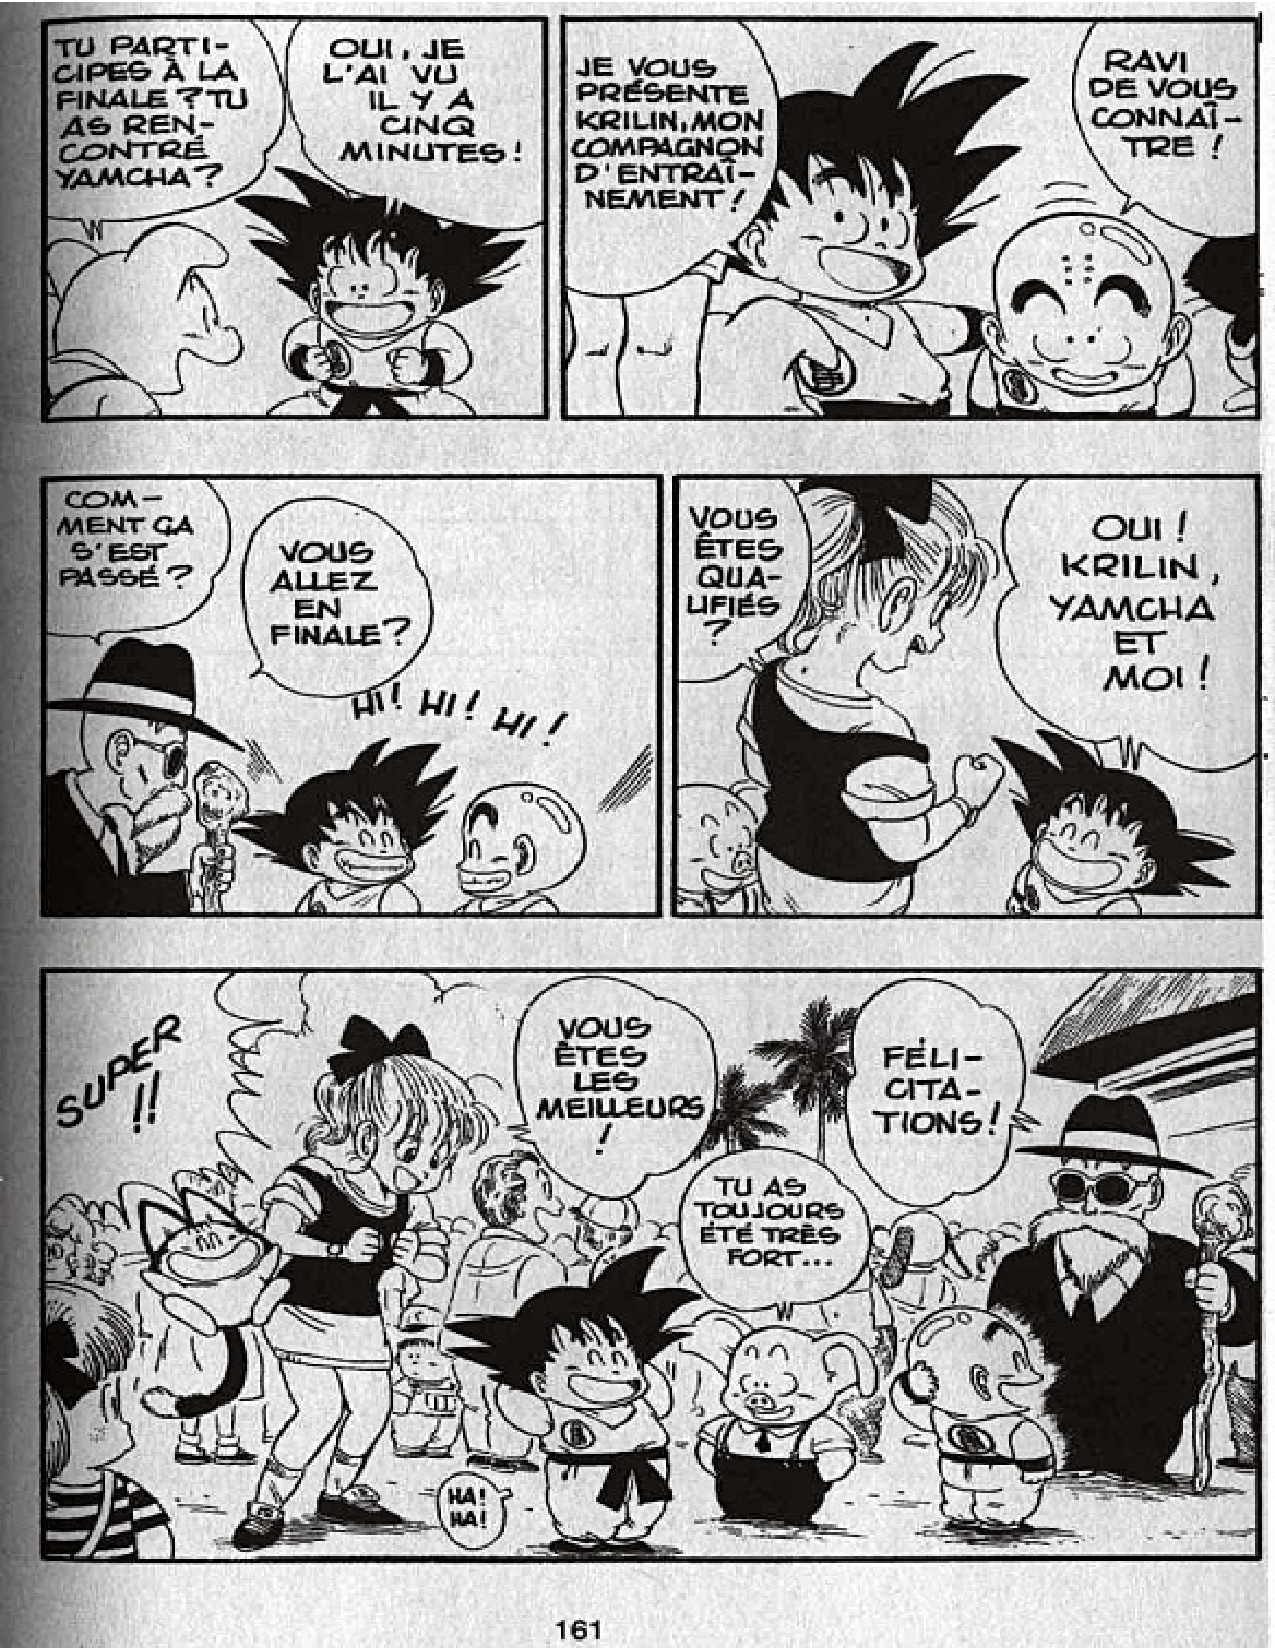 TU PARTI-
CIPES À LA
FINALE ? TU
AS REN-
CONTRÉ
YAMCHA ?
OUI, JE
L'AI VU
IL Y A
CINQ
MINUTES !
JE VOUS
PRÉSENTE
KRILIN, MON
COMPAGNON
D'ENTRAÎ-
NEMENT !
RAVI
DE VOUS
CONNAÎ-
TRE !
COM-
MENT ÇA
S'EST
PASSÉ ?
VOUS
ALLEZ
EN
FINALE ?
HI ! HI ! HI !
VOUS
ÊTES
QUA-
LIFIÉS
?
OUI !
KRILIN,
YAMCHA
ET
MOI !
SUPER
!!
VOUS
ÊTES
LES
MEILLEURS
!
FÉLI-
CITA-
TIONS !
TU AS
TOUJOURS
ÉTÉ TRÈS
FORT...
HA !
HA !
161